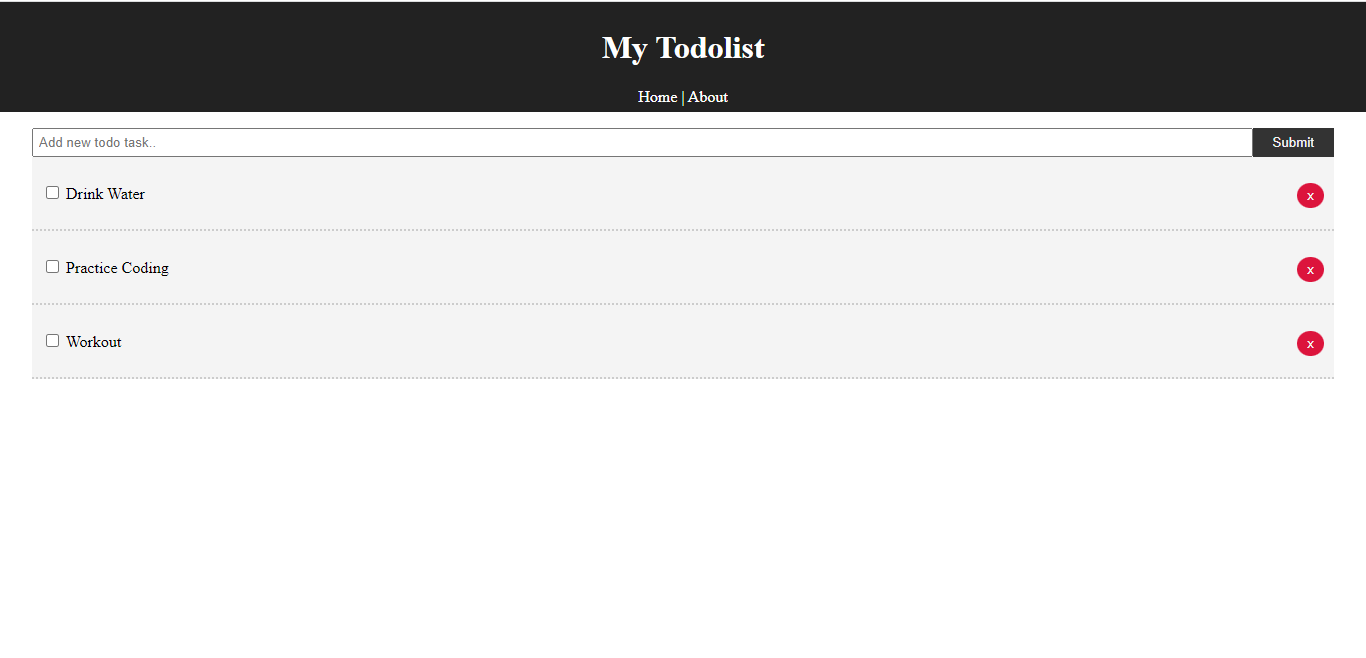 My Todolist
Home | About
Add new todo task.. Submit
Drink Water x
Practice Coding x
Workout x